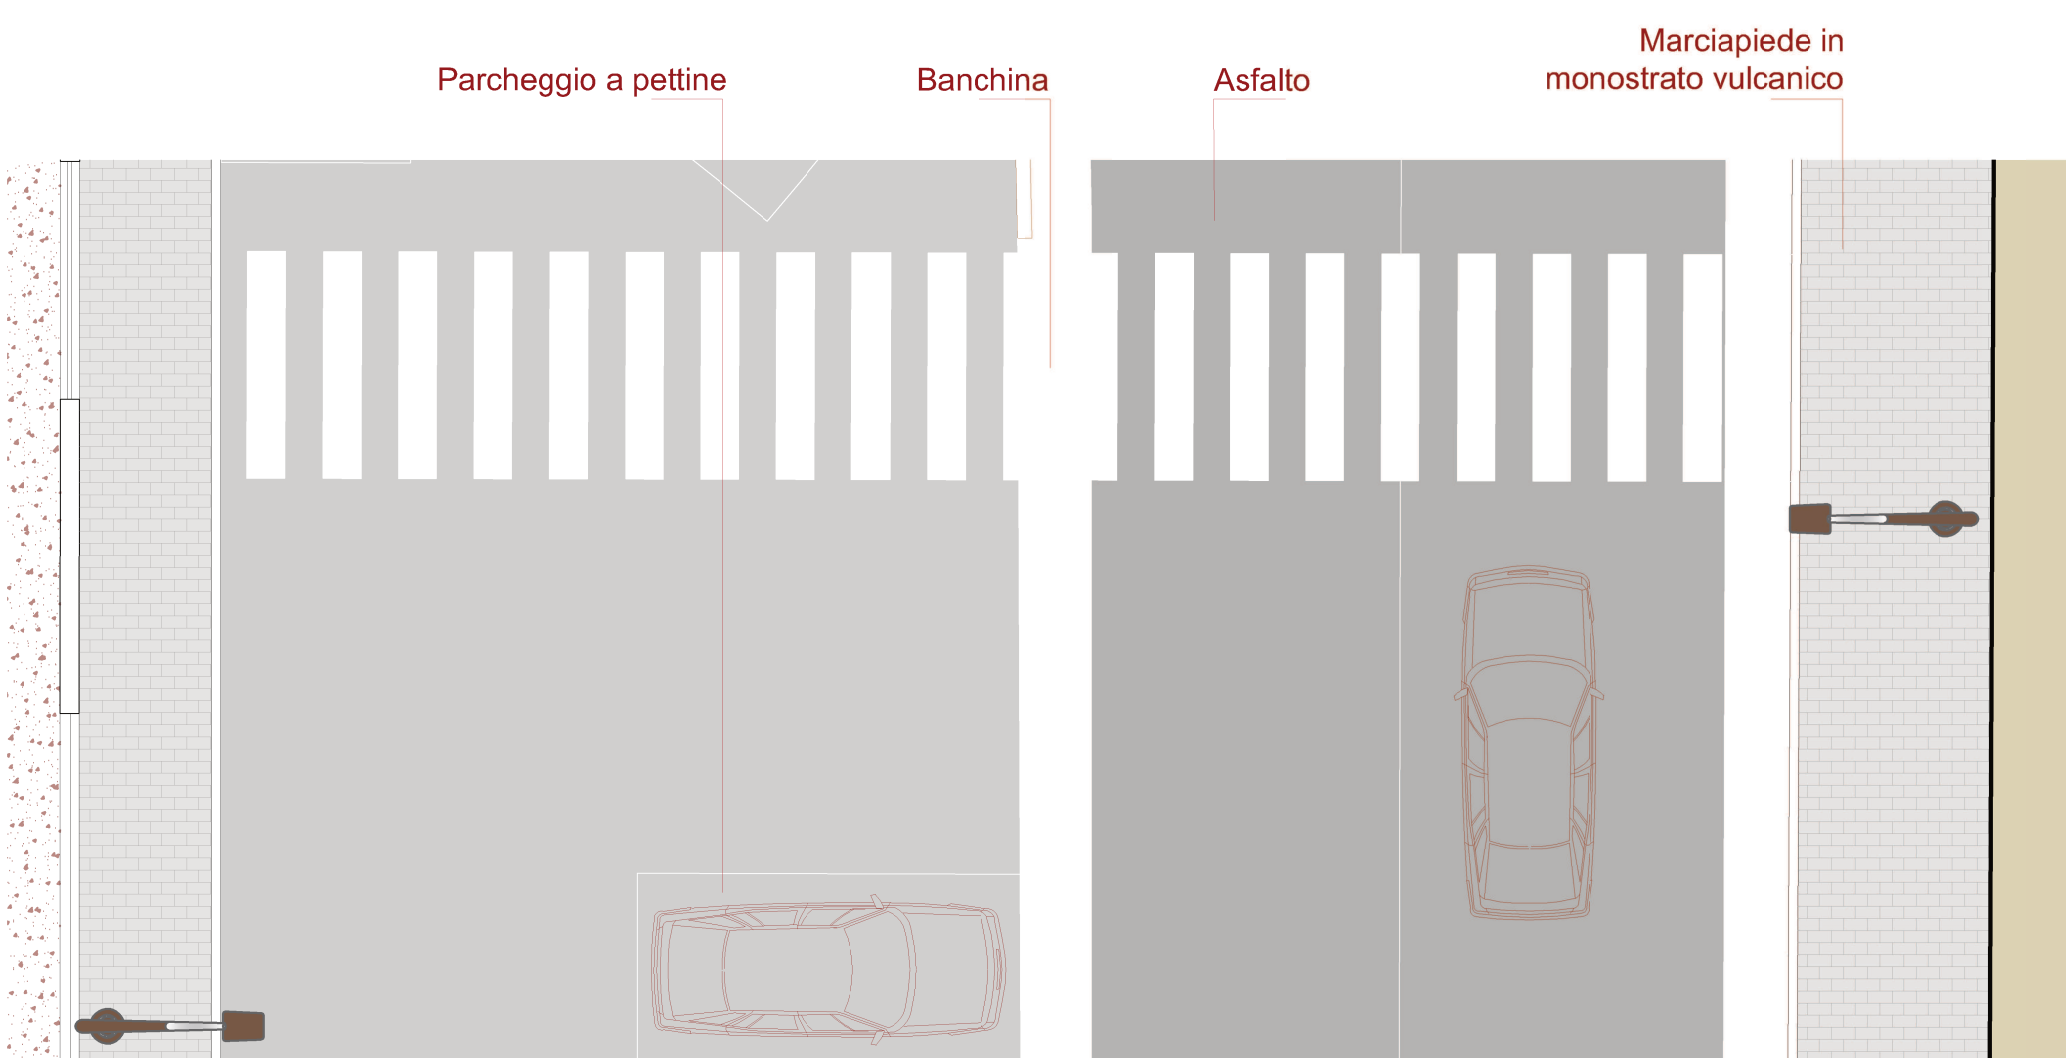 Parcheggio a pettine
Banchina
Asfalto
Marciapiede in
monostrato vulcanico